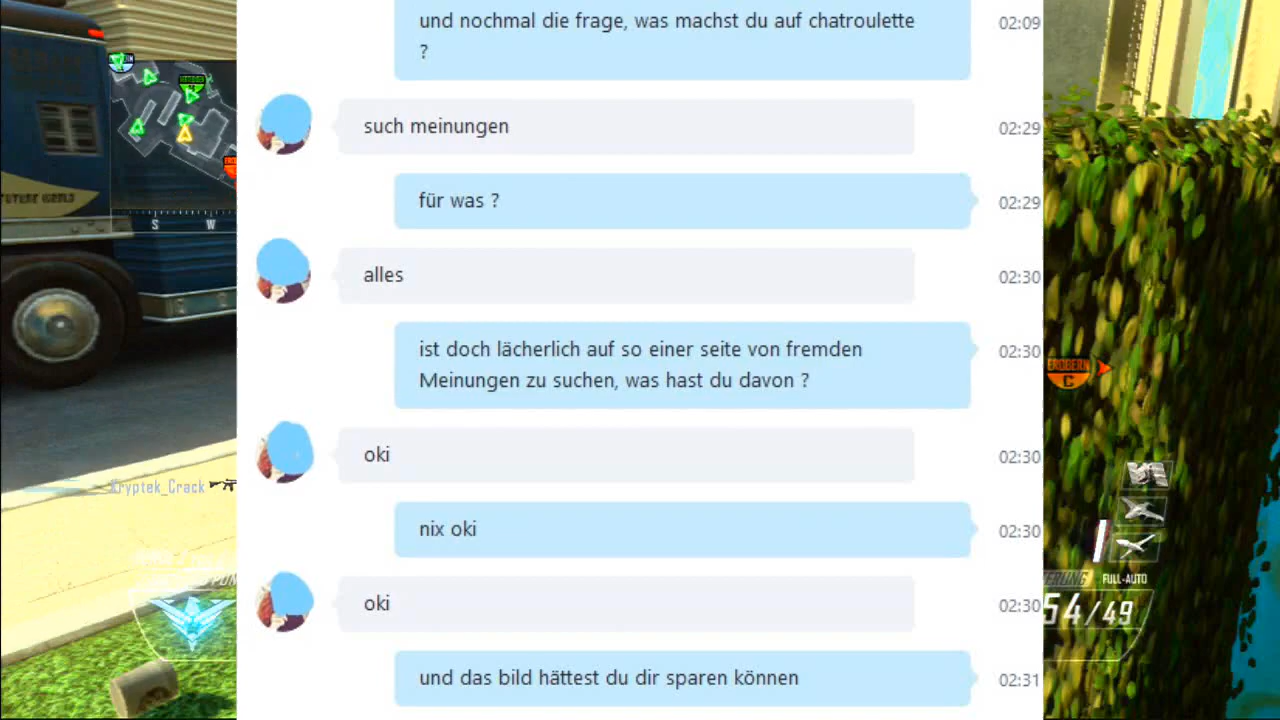 und nochmal die frage, was machst du auf chatroulette
?
02:09
such meinungen
02:29
für was ?
02:29
alles
02:30
ist doch lächerlich auf so einer seite von fremden
Meinungen zu suchen, was hast du davon ?
02:30
oki
02:30
nix oki
02:30
oki
02:30
und das bild hättest du dir sparen können
02:31
FUTURE WORLD
S W
Kryptek_Crack
EROBERN
C
FULL-AUTO
54/49